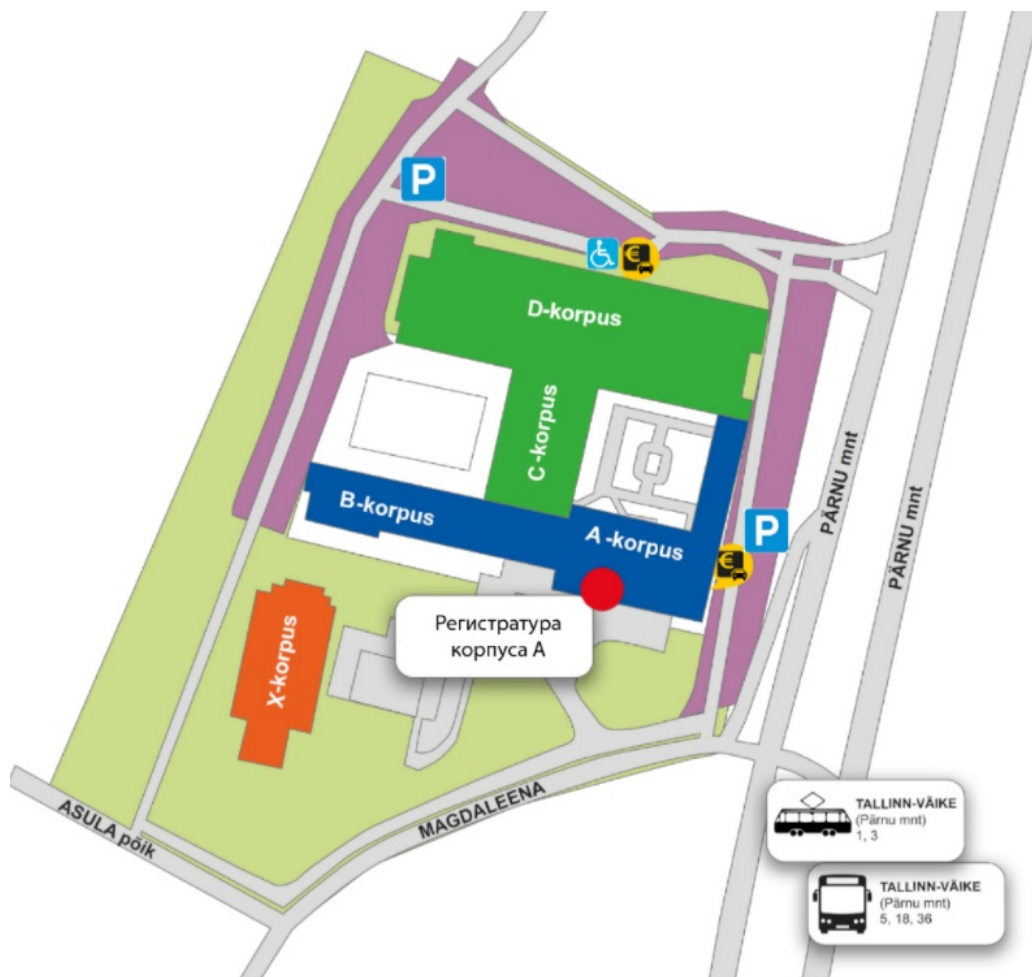 P
€
D-korpus
C-korpus
PÄRNU mnt
PÄRNU mnt
B-korpus
A-korpus
P
€
Регистратура
корпуса А
X-korpus
MAGDALEENA
ASULA põik
TALLINN-VÄIKE
(Pärnu mnt)
1, 3
TALLINN-VÄIKE
(Pärnu mnt)
5, 18, 36